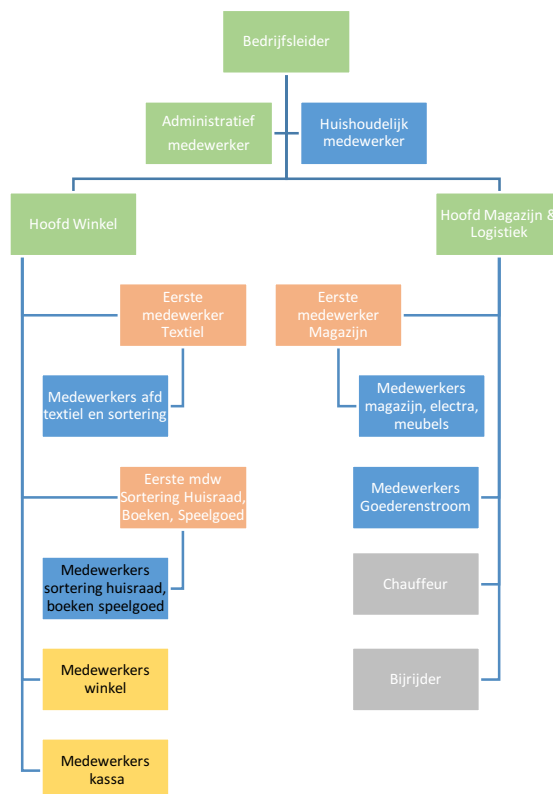 Bedrijfsleider
Administratief
medewerker
Huishoudelijk
medewerker
Hoofd Winkel
Hoofd Magazijn &
Logistiek
Eerste
medewerker
Textiel
Eerste
medewerker
Magazijn
Medewerkers afd
textiel en sortering
Medewerkers
magazijn, electra,
meubels
Eerste mdw
Sortering Huisraad,
Boeken, Speelgoed
Medewerkers
Goederenstroom
Medewerkers
sortering huisraad,
boeken speelgoed
Chauffeur
Medewerkers
winkel
Bijrijder
Medewerkers
kassa